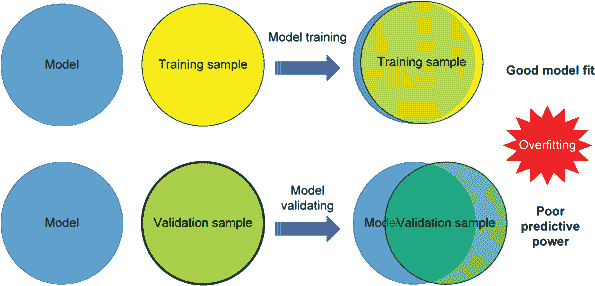 Model
Training sample
Model training
Training sample
Good model fit
Overfitting
Model
Validation sample
Model
validating
Mode
Validation sample
Poor
predictive
power